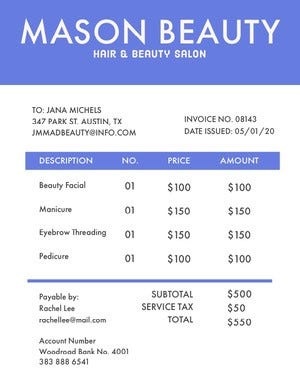 MASON BEAUTY
HAIR & BEAUTY SALON
TO: JANA MICHELS
347 PARK ST. AUSTIN, TX
JMMADBEAUTY@INFO.COM
INVOICE NO. 08143
DATE ISSUED: 05/01/20
DESCRIPTION NO. PRICE AMOUNT
Beauty Facial 01 $100 $100
Manicure 01 $150 $150
Eyebrow Threading 01 $150 $150
Pedicure 01 $100 $100
Payable by:
Rachel Lee
rachellee@mail.com
SUBTOTAL $500
SERVICE TAX $50
TOTAL $550
Account Number
Woodroad Bank No. 4001
383 888 6541